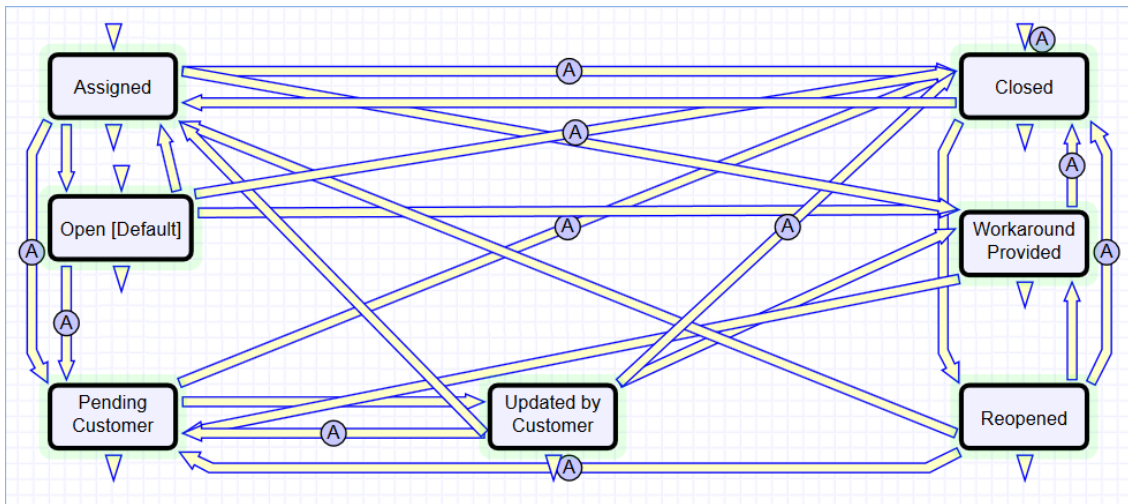 A
Assigned
A
Closed
A
A
Open [Default]
A
A
Workaround
Provided
A
A
A
Pending
Customer
Updated by
Customer
Reopened
A
A